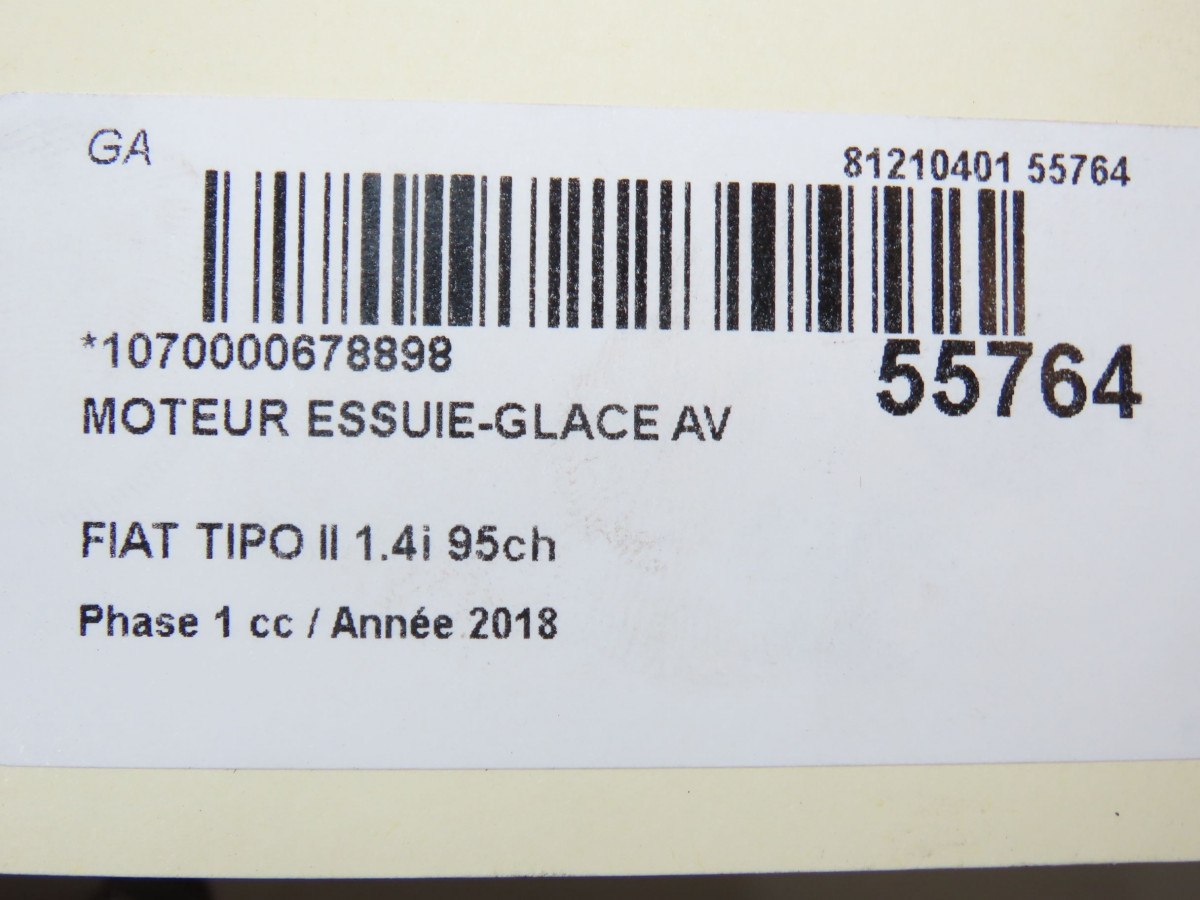 GA
81210401 55764
*1070000678898
55764
MOTEUR ESSUIE-GLACE AV
FIAT TIPO II 1.4i 95ch
Phase 1 cc / Année 2018